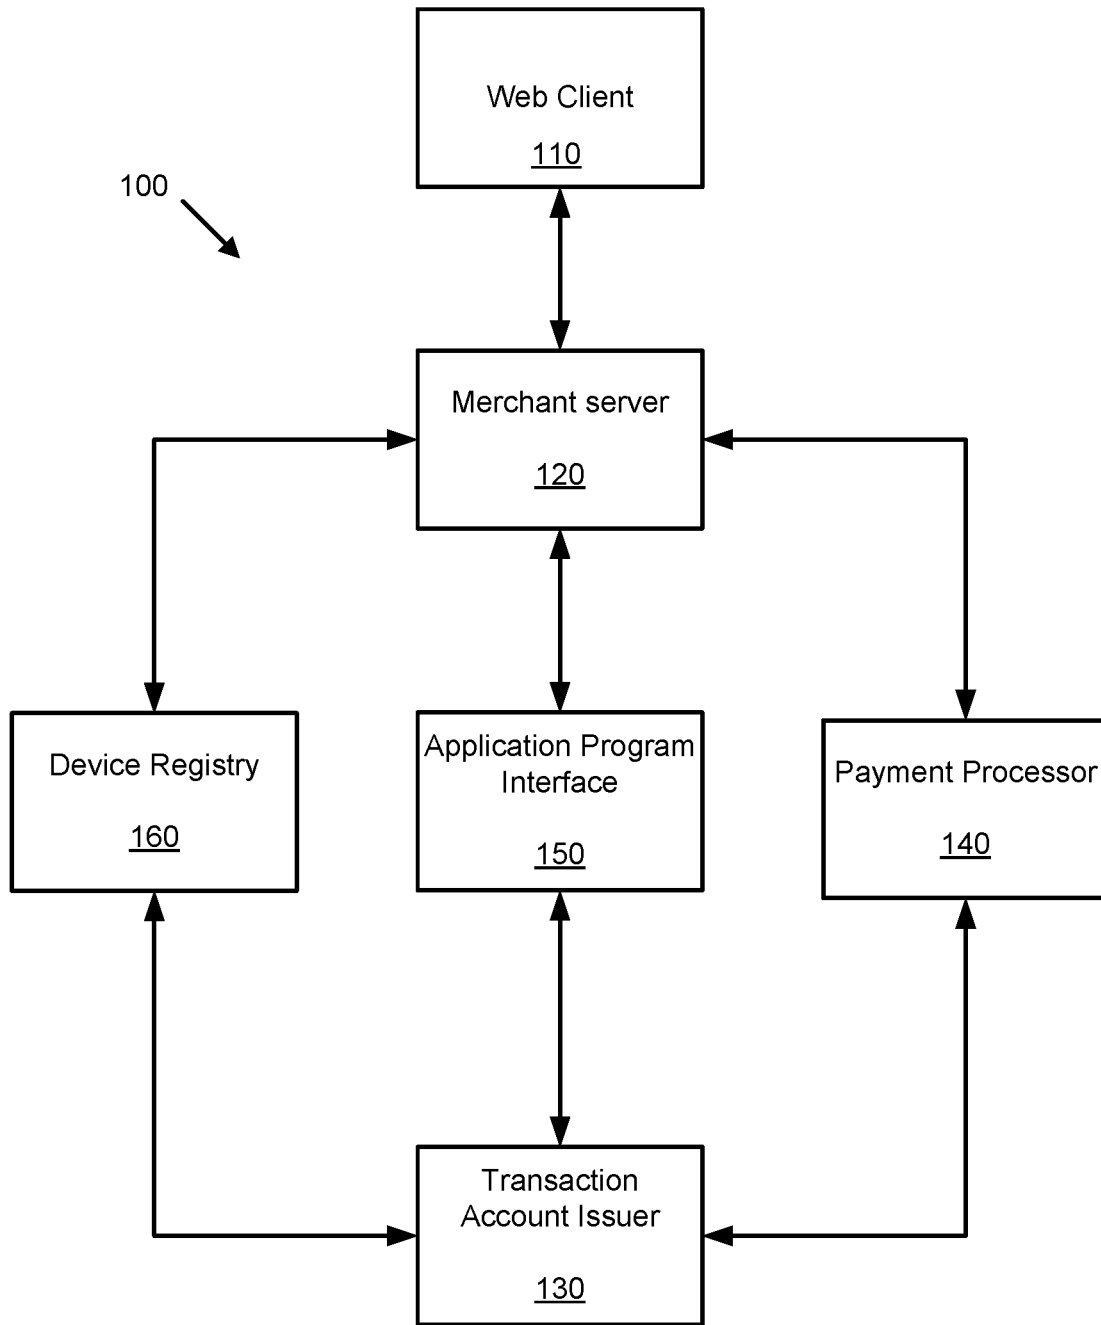 Web Client
110
100
Merchant server
120
Device Registry
160
Application Program
Interface
150
Payment Processor
140
Transaction
Account Issuer
130